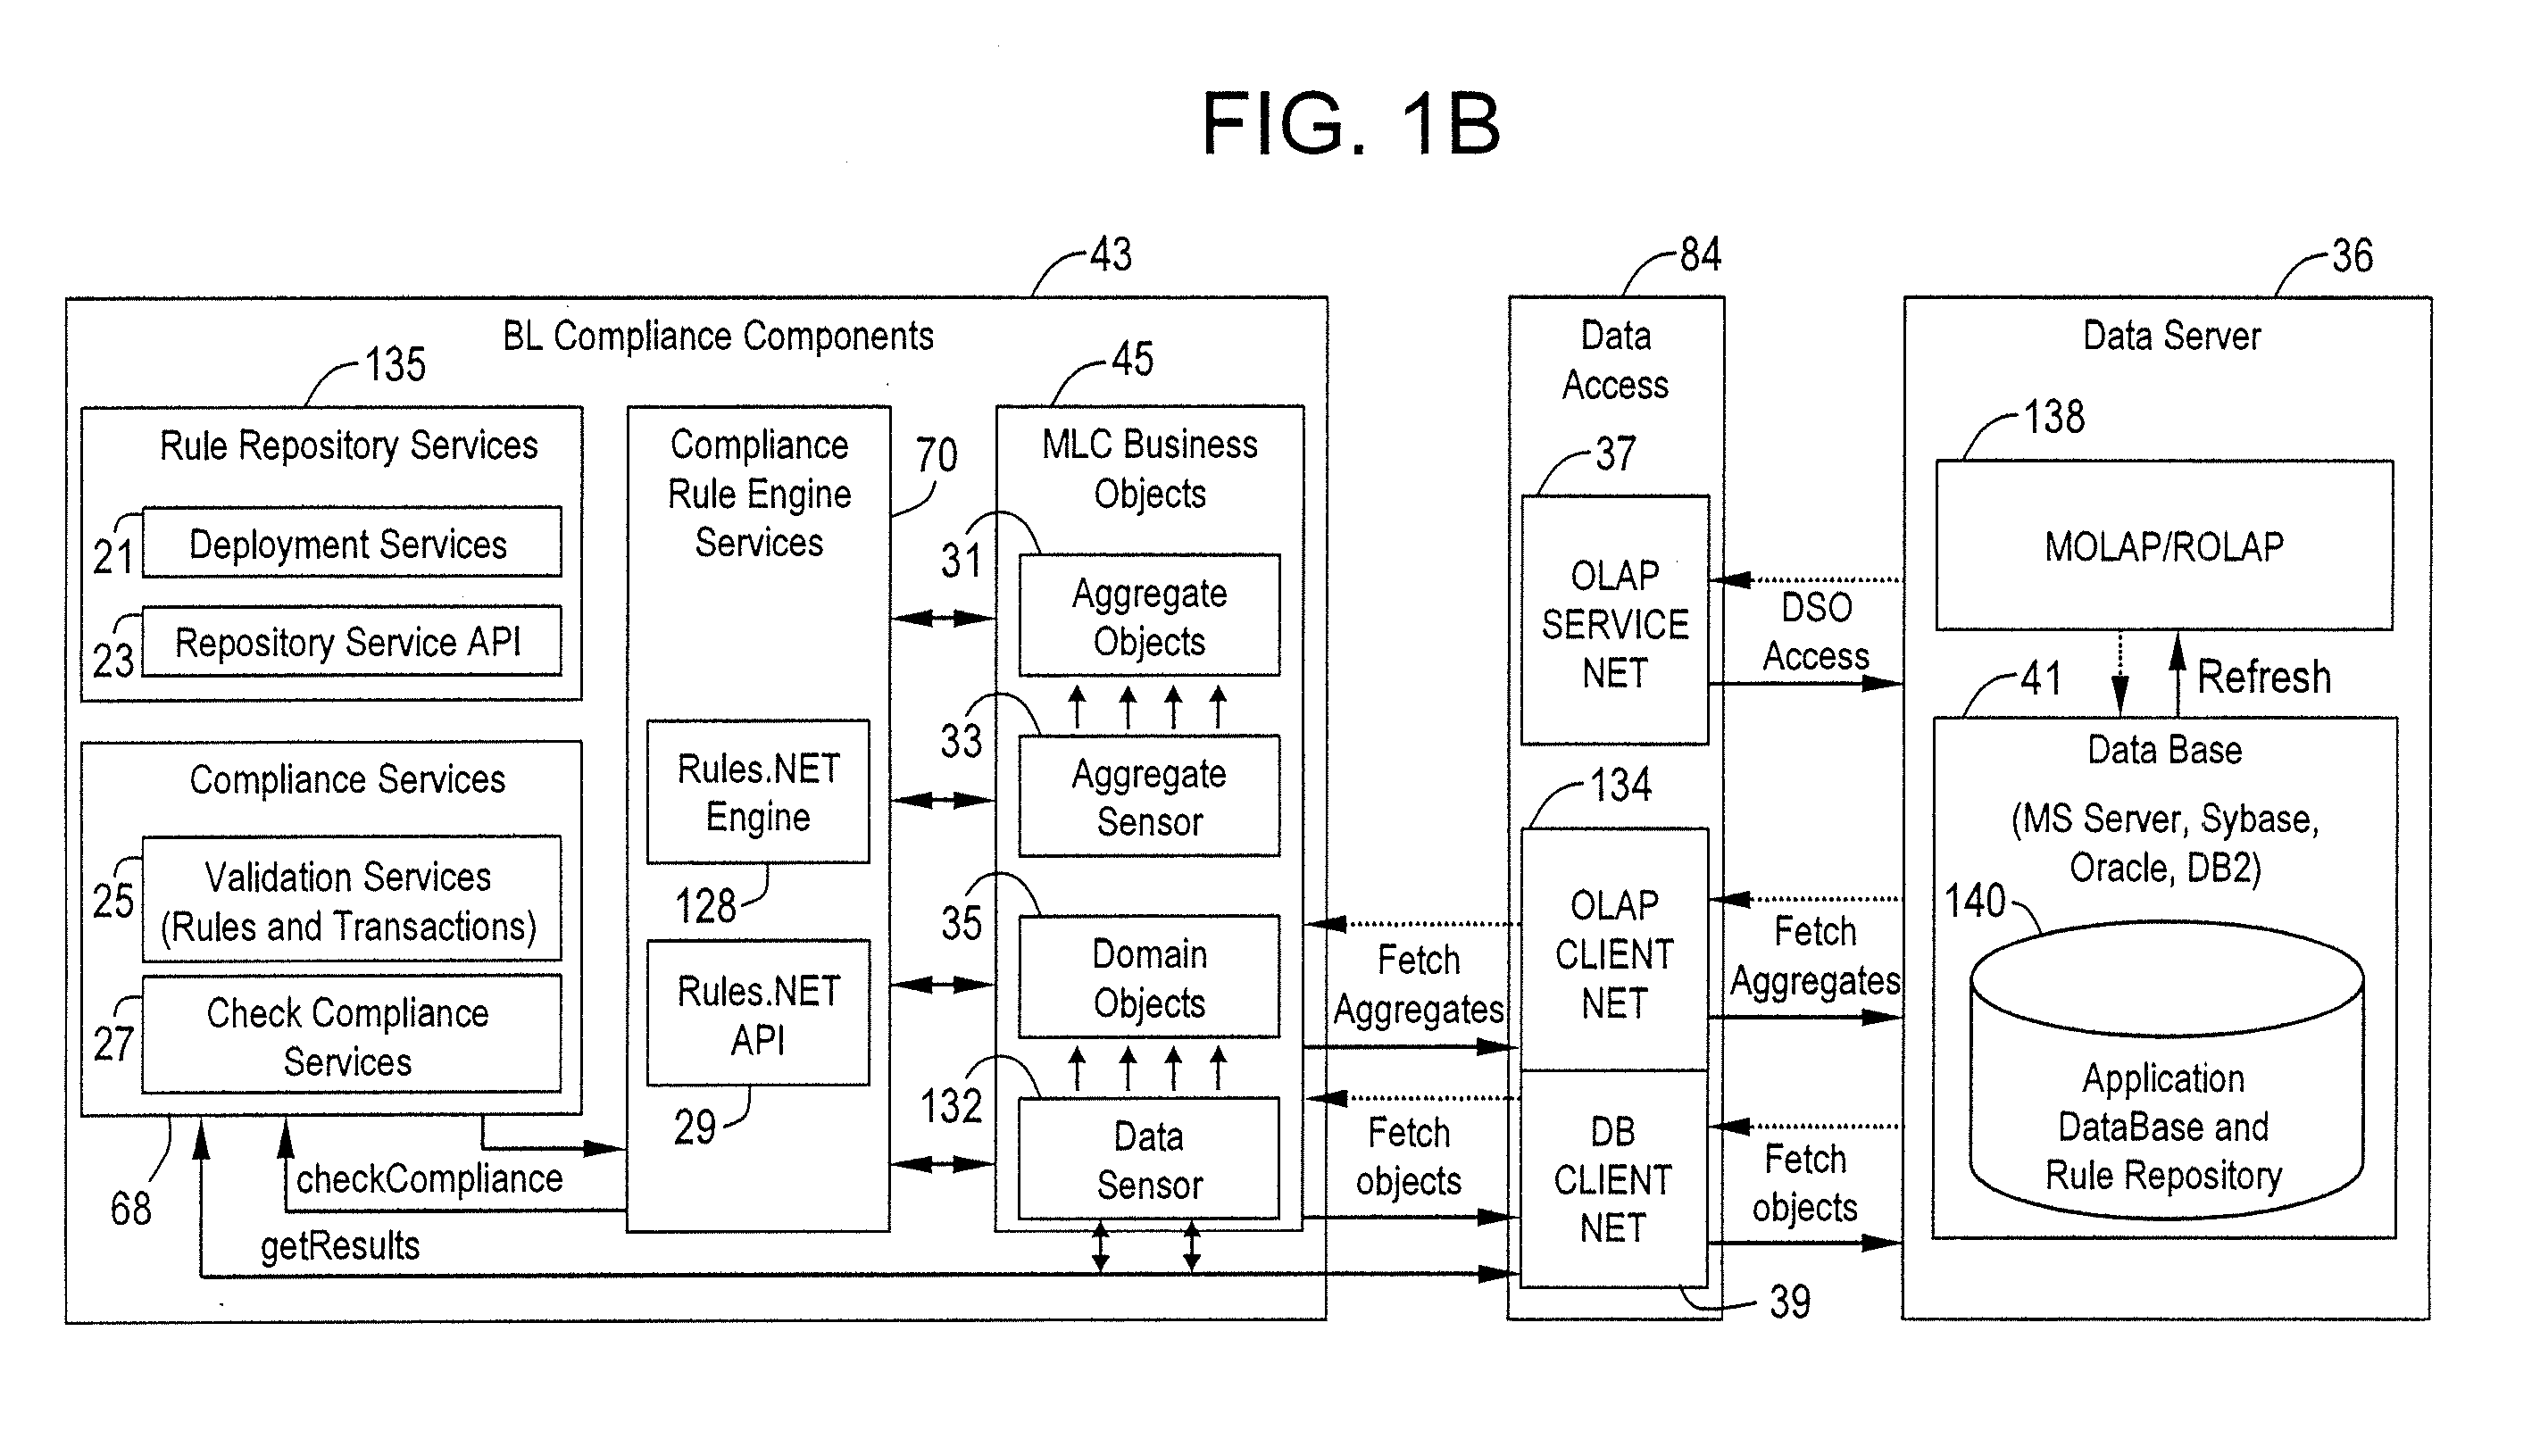 FIG. 1B
43
BL Compliance Components
135
Rule Repository Services
21
Deployment Services
23
Repository Service API
Compliance Services
25
Validation Services
(Rules and Transactions)
27
Check Compliance
Services
68
checkCompliance
getResults
70
Compliance
Rule Engine
Services
Rules.NET
Engine
128
Rules.NET
API
29
45
MLC Business
Objects
31
Aggregate
Objects
33
Aggregate
Sensor
35
Domain
Objects
132
Data
Sensor
Fetch
Aggregates
Fetch
objects
84
Data
Access
37
OLAP
SERVICE
NET
134
OLAP
CLIENT
NET
DB
CLIENT
NET
39
DSO
Access
Fetch
Aggregates
Fetch
objects
36
Data Server
138
MOLAP/ROLAP
Refresh
41
Data Base
(MS Server, Sybase,
Oracle, DB2)
140
Application
DataBase and
Rule Repository